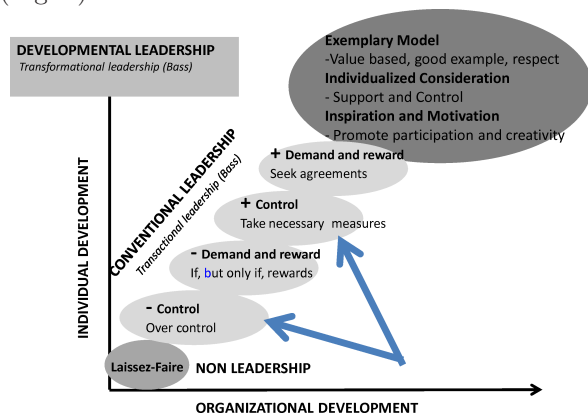 DEVELOPMENTAL LEADERSHIP
Transformational leadership (Bass)
Exemplary Model
-Value based, good example, respect
Individualized Consideration
- Support and Control
Inspiration and Motivation
- Promote participation and creativity
CONVENTIONAL LEADERSHIP
Transactional leadership (Bass)
+ Demand and reward
Seek agreements
+ Control
Take necessary measures
- Demand and reward
If, but only if, rewards
- Control
Over control
Laissez-Faire
NON LEADERSHIP
INDIVIDUAL DEVELOPMENT
ORGANIZATIONAL DEVELOPMENT